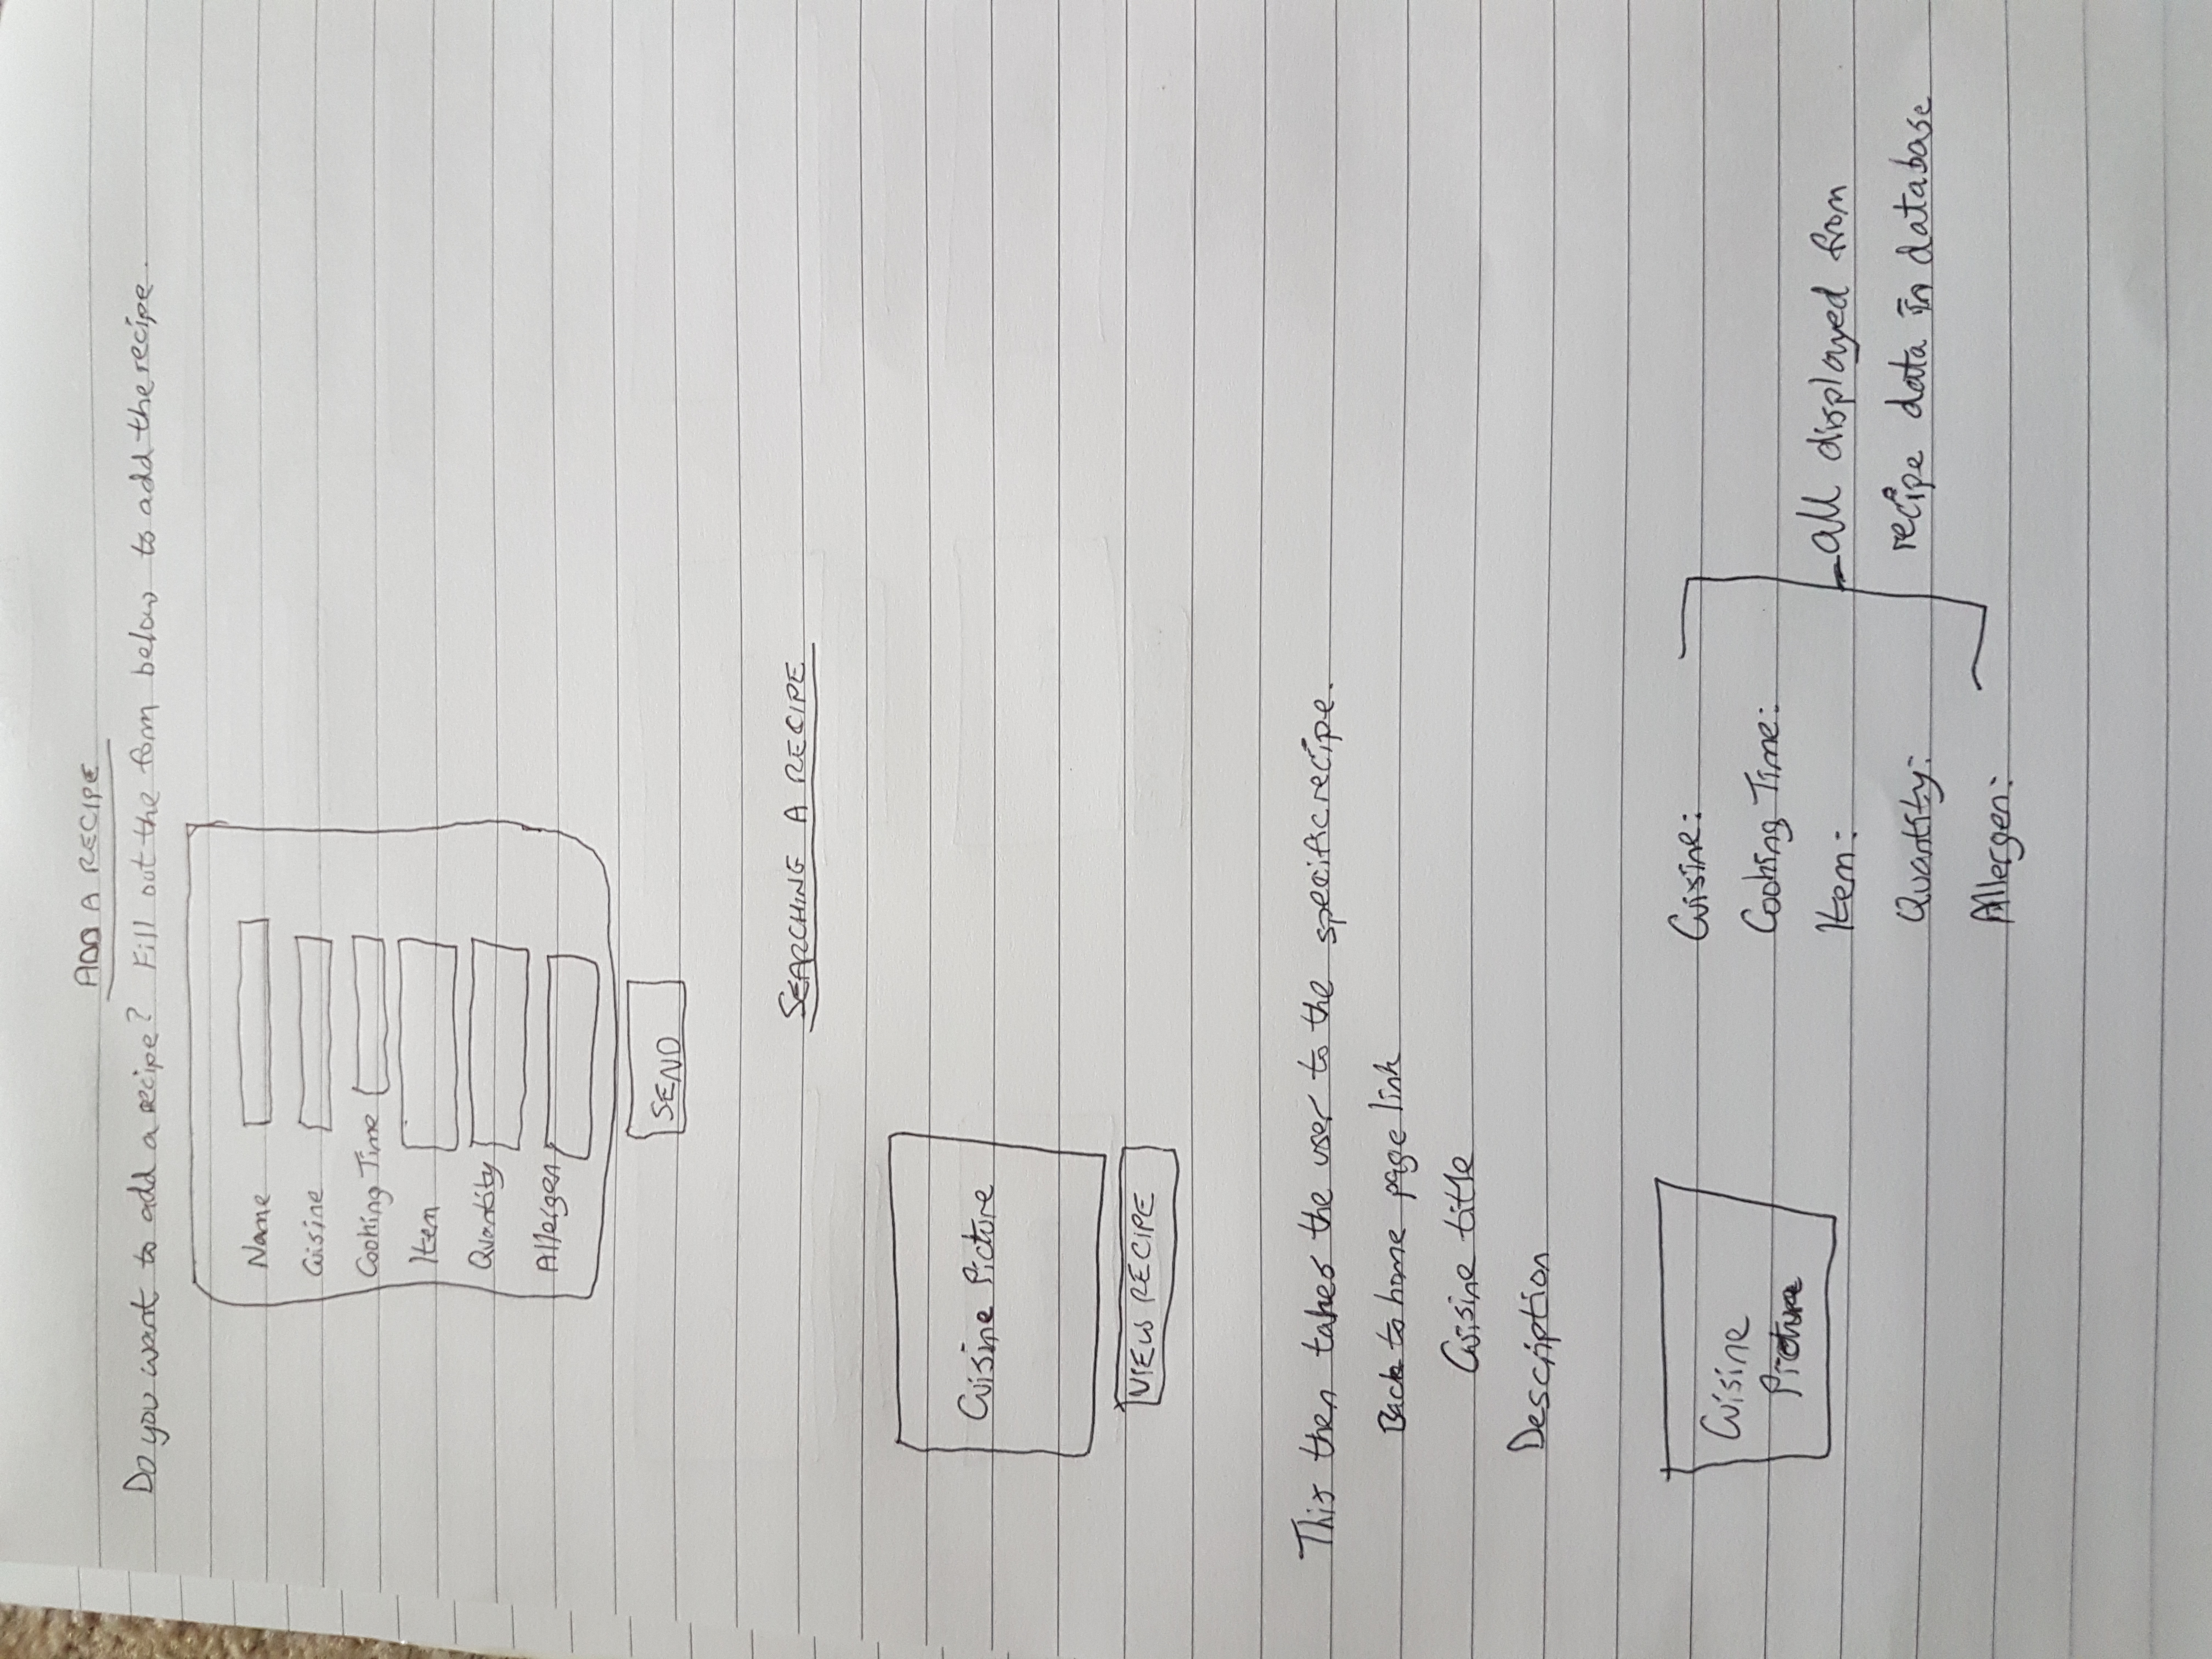 ADD A RECIPE
Do you want to add a recipe? Fill out the form below to add the recipe.
Name
Cuisine
Cooking Time
Item
Quantity
Allergen
SEND
SEARCHING A RECIPE
Cuisine Picture
VIEW RECIPE
This then takes the user to the specific recipe.
Back to home page link
Cuisine title
Description
Cuisine
Picture
Cuisine:
Cooking Time:
Item:
Quantity:
Allergen:
all displayed from
recipe data in database